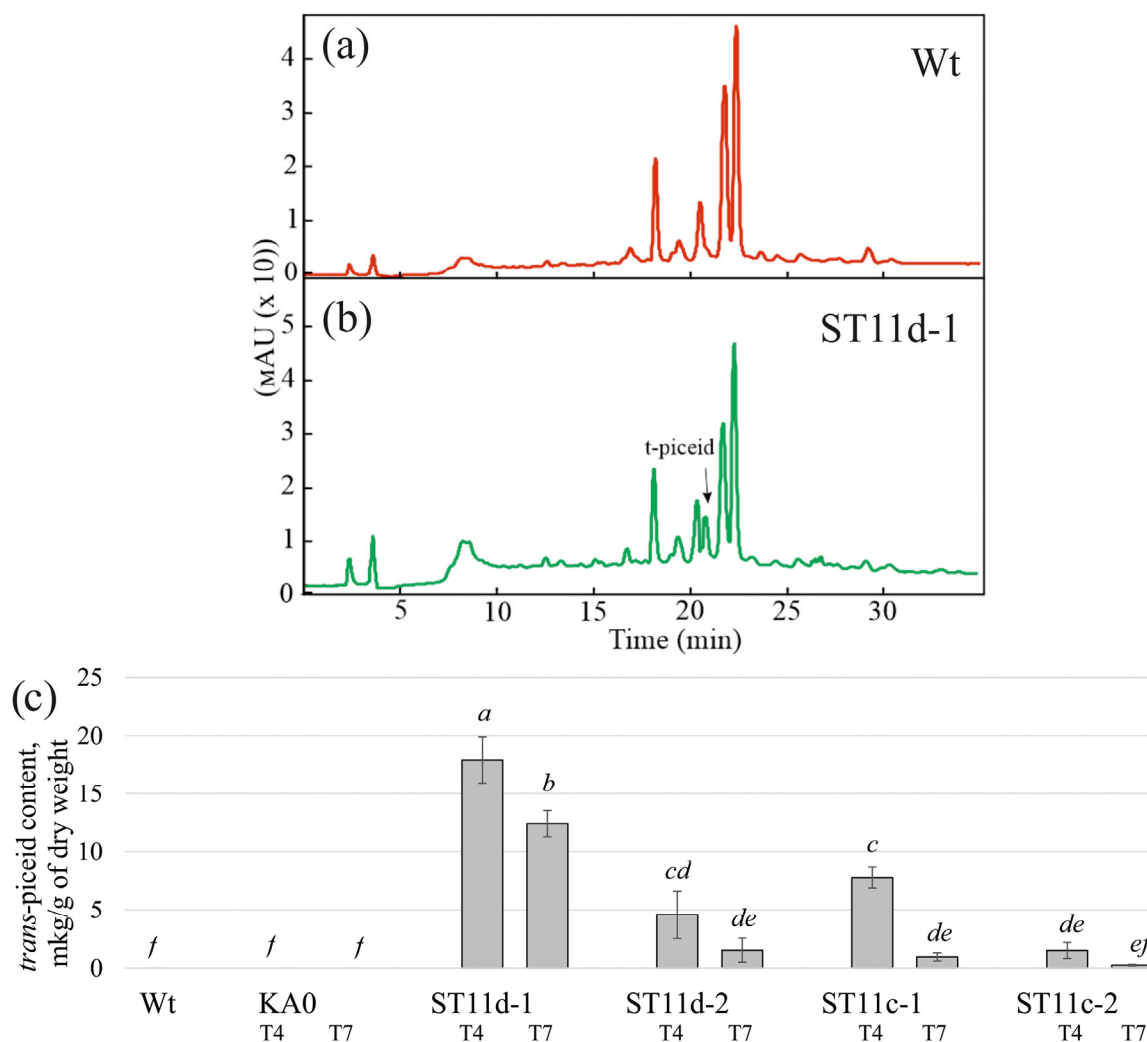 (a)
Wt
4
3
2
1
0
(мAU (x 10))
(b)
ST11d-1
5
4
3
2
1
0
t-piceid
5 10 15 20 25 30
Time (min)
(c)
trans-piceid content,
mkg/g of dry weight
25
20
15
10
5
0
f f f a b cd de c de de ef
Wt KA0 ST11d-1 ST11d-2 ST11c-1 ST11c-2
T4 T7 T4 T7 T4 T7 T4 T7 T4 T7